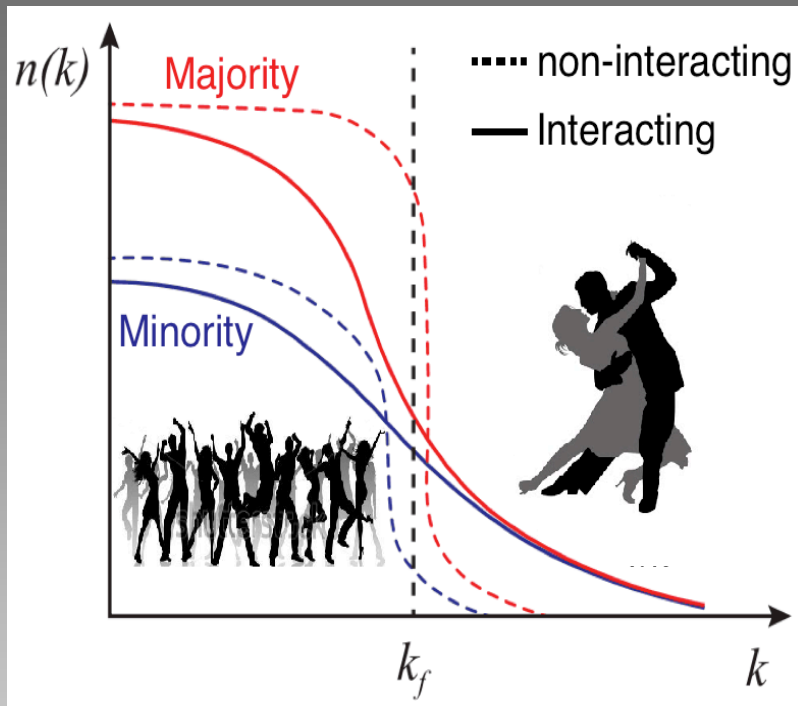 n(k)
Majority
non-interacting
Interacting
Minority
k_f
k